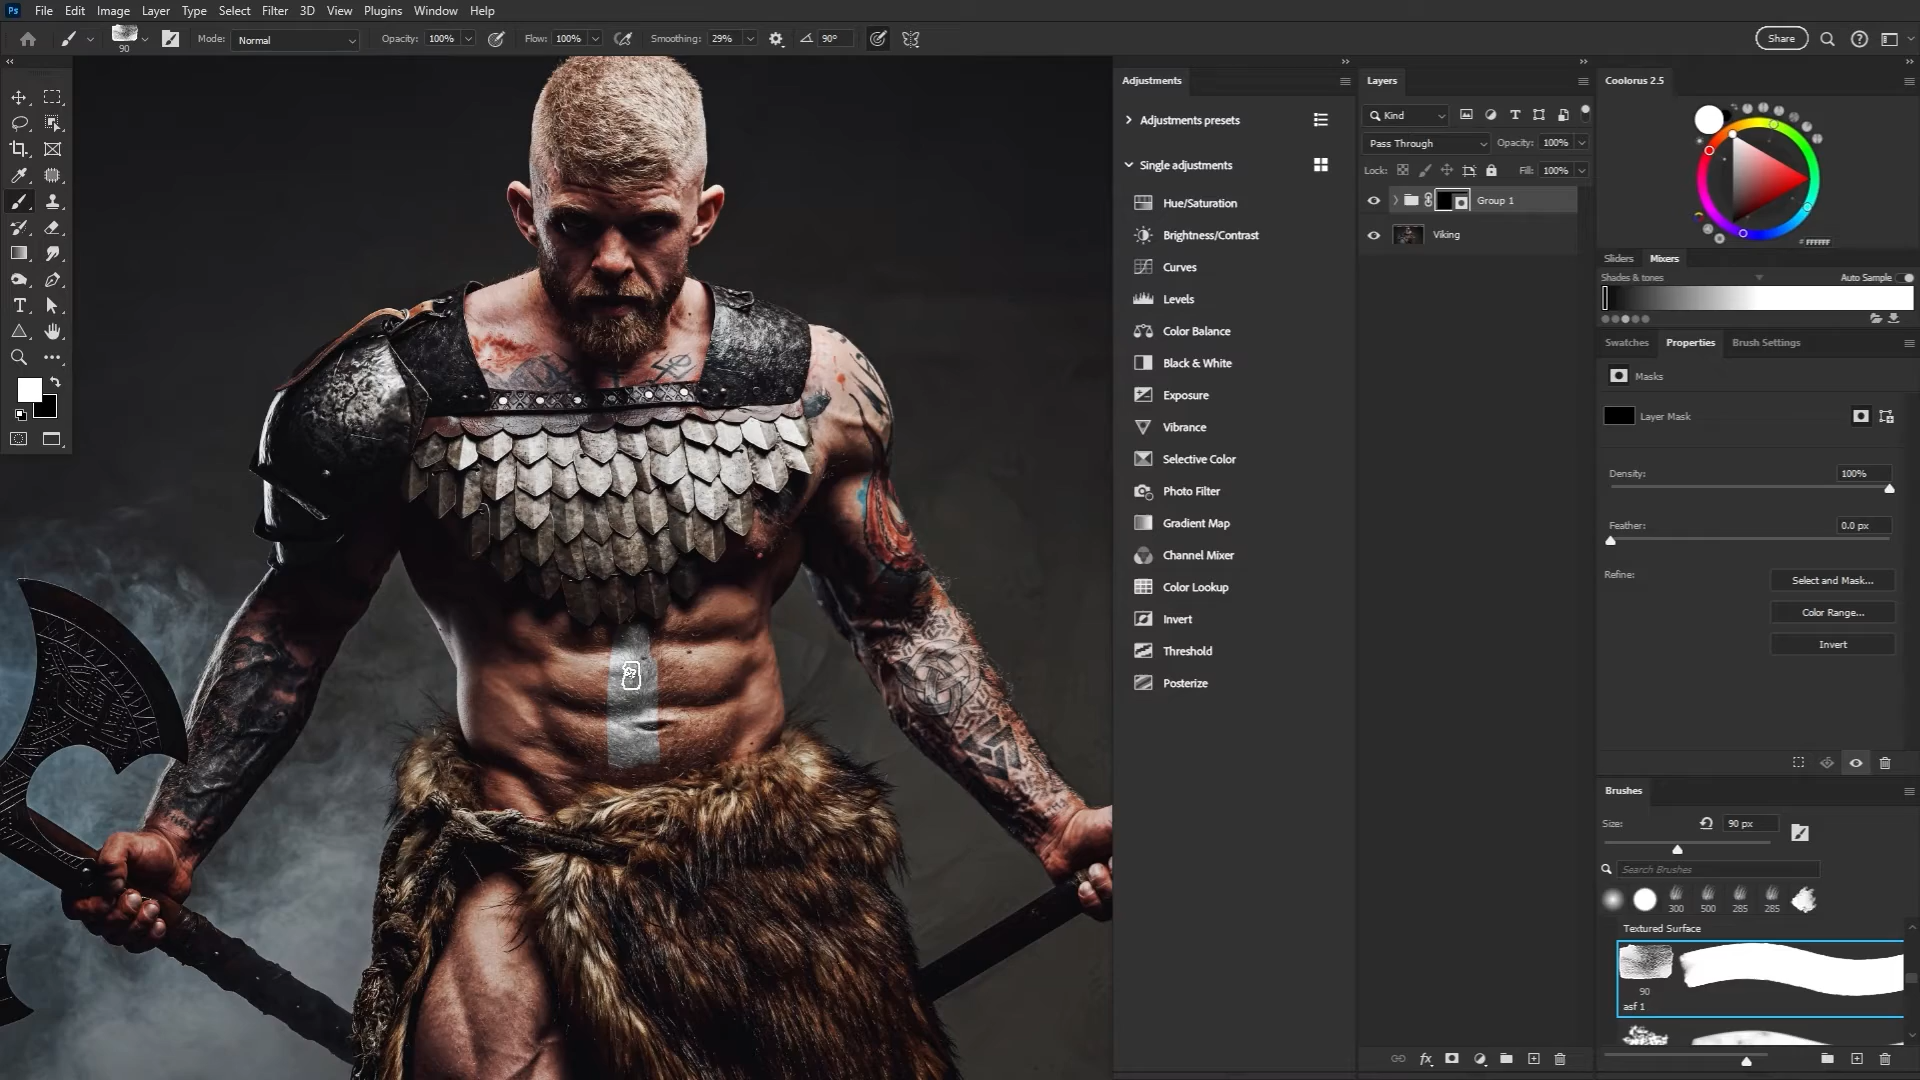 Ps File Edit Image Layer Type Select Filter 3D View Plugins Window Help
90 Mode: Normal Opacity: 100% Flow: 100% Smoothing: 29% 90° Share
Adjustments
Adjustments presets
Single adjustments
Hue/Saturation
Brightness/Contrast
Curves
Levels
Color Balance
Black & White
Exposure
Vibrance
Selective Color
Photo Filter
Gradient Map
Channel Mixer
Color Lookup
Invert
Threshold
Posterize
Layers
Kind
Pass Through Opacity: 100%
Lock: Fill: 100%
Group 1
Viking
Coolorus 2.5
# FFFFFF
Sliders Mixers
Shades & tones Auto Sample
Swatches Properties Brush Settings
Masks
Layer Mask
Density: 100%
Feather: 0.0 px
Refine: Select and Mask...
Color Range...
Invert
Brushes
Size: 90 px
Search Brushes
300 500 285 285
Textured Surface
90
asf 1